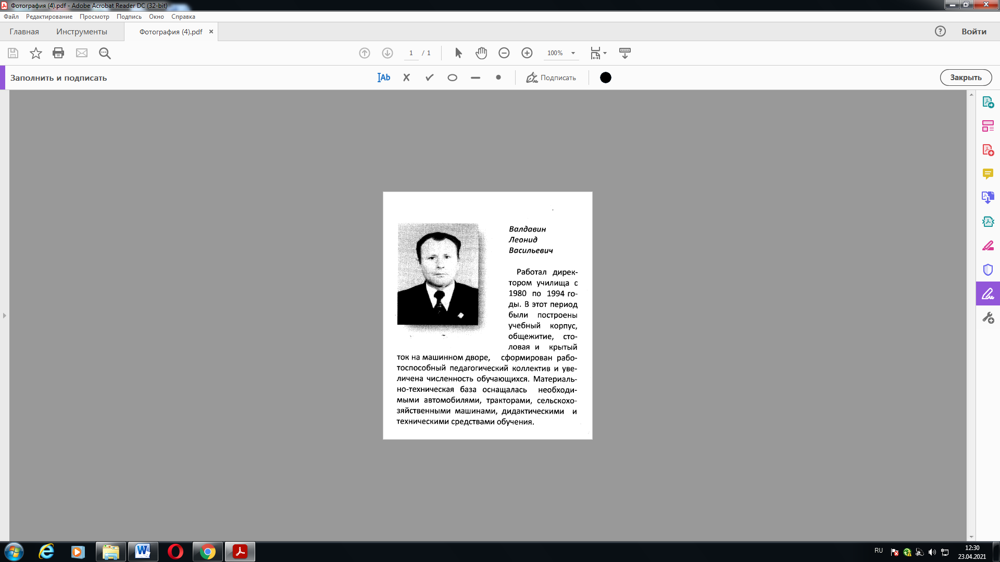 Фотография (4).pdf - Adobe Acrobat Reader DC (32-bit)
Файл Редактирование Просмотр Подпись Окно Справка
Главная Инструменты Фотография (4).pdf × ? Войти
1 / 1 100%
Заполнить и подписать Ab Подписать Закрыть
Валдавин
Леонид
Васильевич
Работал дирек-
тором училища с
1980 по 1994 го-
ды. В этот период
были построены
учебный корпус,
общежитие, сто-
ловая и крытый
ток на машинном дворе, сформирован рабо-
тоспособный педагогический коллектив и уве-
личена численность обучающихся. Материаль-
но-техническая база оснащалась необходи-
мыми автомобилями, тракторами, сельскохо-
зяйственными машинами, дидактическими и
техническими средствами обучения.
RU
12:30
23.04.2021